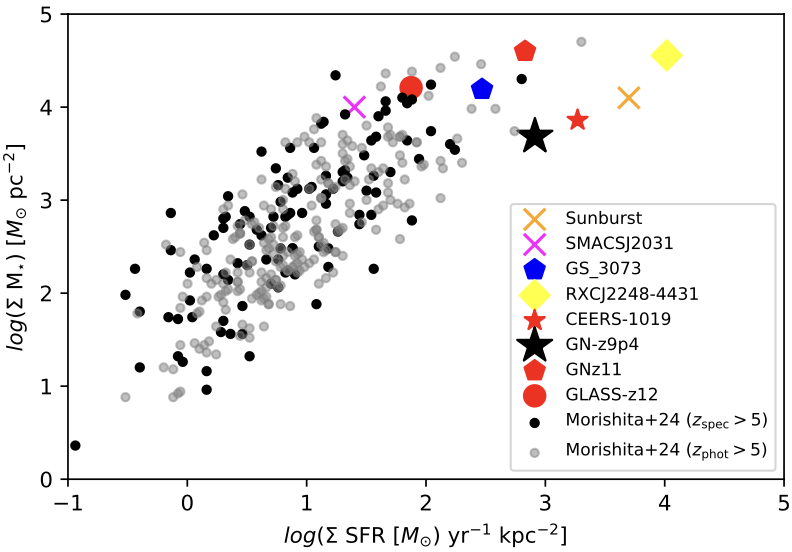 5
4
3
2
1
0
log(Σ M⋆) [M⊙ pc−2]
−1
0
1
2
3
4
5
log(Σ SFR [M⊙) yr−1 kpc−2]
Sunburst
SMACSJ2031
GS_3073
RXCJ2248-4431
CEERS-1019
GN-z9p4
GNz11
GLASS-z12
Morishita+24 (zspec > 5)
Morishita+24 (zphot > 5)